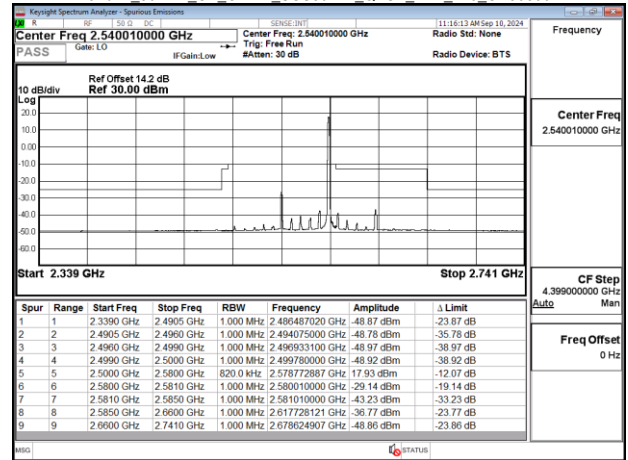 Keysight Spectrum Analyzer - Spurious Emissions
R RF 50 Ω DC SENSE:INT 11:16:13 AM Sep 10, 2024
Center Freq 2.540010000 GHz Center Freq: 2.540010000 GHz Radio Std: None Frequency
PASS Gate: LO Trig: Free Run
IFGain:Low #Atten: 30 dB Radio Device: BTS
Ref Offset 14.2 dB
10 dB/div Ref 30.00 dBm
Log
20.0
10.0
0.00
-10.0
-20.0
-30.0
-40.0
-50.0
-60.0
Center Freq
2.540010000 GHz
Start 2.339 GHz Stop 2.741 GHz
CF Step
4.399000000 GHz
Auto Man
Freq Offset
0 Hz
Spur Range Start Freq Stop Freq RBW Frequency Amplitude Δ Limit
1 1 2.3390 GHz 2.4905 GHz 1.000 MHz 2.486487020 GHz -48.87 dBm -23.87 dB
2 2 2.4905 GHz 2.4960 GHz 1.000 MHz 2.494075000 GHz -48.78 dBm -35.78 dB
3 3 2.4960 GHz 2.4990 GHz 1.000 MHz 2.496933100 GHz -48.97 dBm -38.97 dB
4 4 2.4990 GHz 2.5000 GHz 1.000 MHz 2.499780000 GHz -48.92 dBm -38.92 dB
5 5 2.5000 GHz 2.5800 GHz 820.0 kHz 2.578772887 GHz 17.93 dBm -12.07 dB
6 6 2.5800 GHz 2.5810 GHz 1.000 MHz 2.580010000 GHz -29.14 dBm -19.14 dB
7 7 2.5810 GHz 2.5850 GHz 1.000 MHz 2.581010000 GHz -43.23 dBm -33.23 dB
8 8 2.5850 GHz 2.6600 GHz 1.000 MHz 2.617728121 GHz -36.77 dBm -23.77 dB
9 9 2.6600 GHz 2.7410 GHz 1.000 MHz 2.678624907 GHz -48.86 dBm -23.86 dB
MSG STATUS